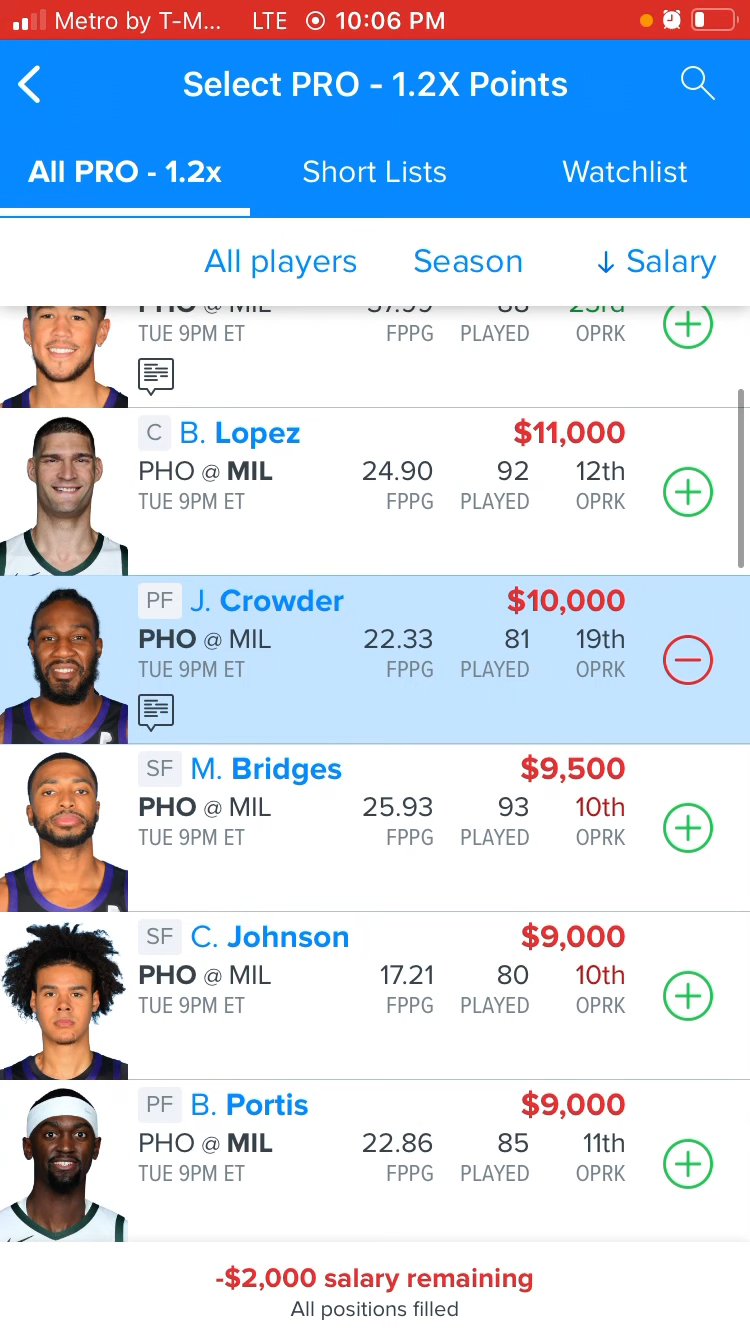 Metro by T-M... LTE 10:06 PM
Select PRO - 1.2X Points
All PRO - 1.2x Short Lists Watchlist
All players Season ↓ Salary
PHO @ MIL
TUE 9PM ET FPPG PLAYED OPRK
C B. Lopez $11,000
PHO @ MIL 24.90 92 12th
TUE 9PM ET FPPG PLAYED OPRK
PF J. Crowder $10,000
PHO @ MIL 22.33 81 19th
TUE 9PM ET FPPG PLAYED OPRK
SF M. Bridges $9,500
PHO @ MIL 25.93 93 10th
TUE 9PM ET FPPG PLAYED OPRK
SF C. Johnson $9,000
PHO @ MIL 17.21 80 10th
TUE 9PM ET FPPG PLAYED OPRK
PF B. Portis $9,000
PHO @ MIL 22.86 85 11th
TUE 9PM ET FPPG PLAYED OPRK
-$2,000 salary remaining
All positions filled